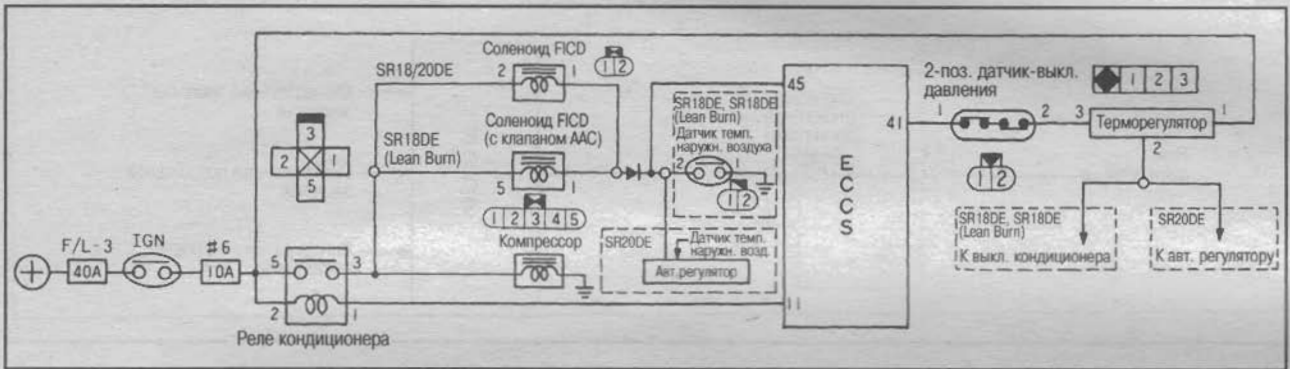 Соленоид FICD
SR18/20DE
2
1
1 2
2-поз. датчик-выкл.
давления
1 2 3
45
SR18DE, SR18DE
(Lean Burn)
Датчик темп.
наружн. воздуха
Соленоид FICD
(с клапаном AAC)
SR18DE
(Lean Burn)
3
2 1
5
41
1
2
3
Терморегулятор
1
2
2
1
1 2
1 2
E
C
C
S
5
1
1 2 3 4 5
Компрессор
SR20DE
Датчик темп.
наружн. возд.
Авт.регулятор
SR18DE, SR18DE
(Lean Burn)
К выкл. кондиционера
SR20DE
К авт. регулятору
F/L-3
IGN
#6
40A
10A
5
3
2
1
11
Реле кондиционера